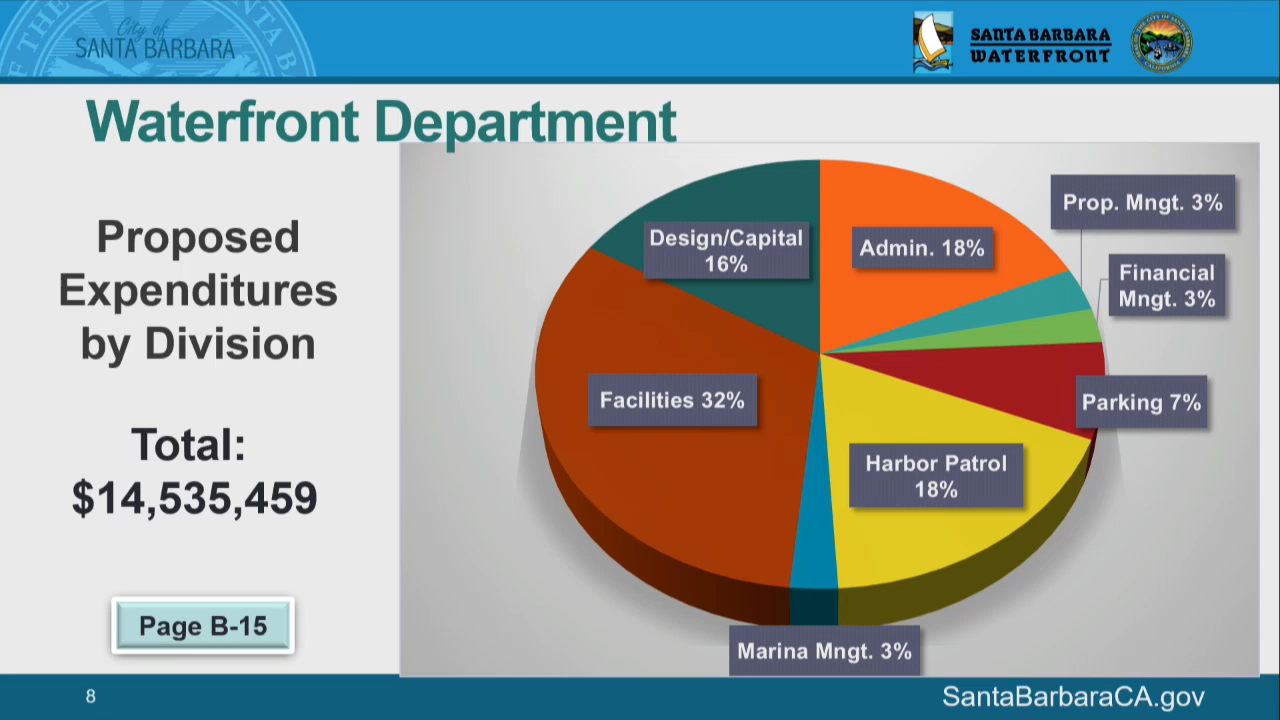 City of
SANTA BARBARA
SANTA BARBARA
WATERFRONT
Waterfront Department
Proposed
Expenditures
by Division
Total:
$14,535,459
Page B-15
Design/Capital
16%
Admin. 18%
Prop. Mngt. 3%
Financial
Mngt. 3%
Facilities 32%
Parking 7%
Harbor Patrol
18%
Marina Mngt. 3%
8
SantaBarbaraCA.gov